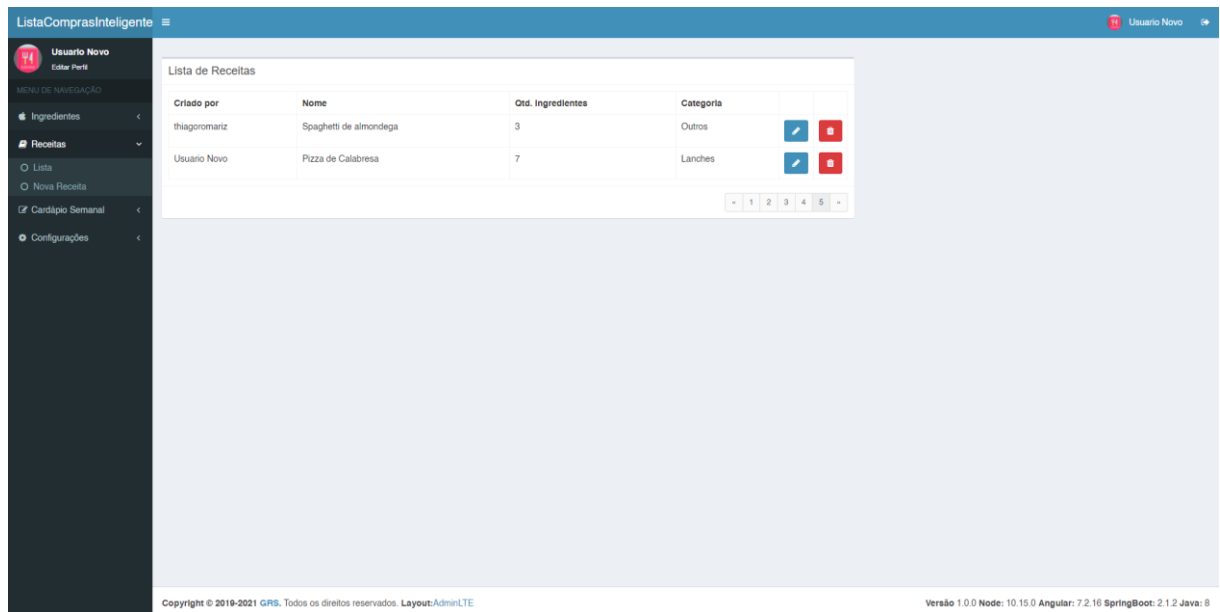 ListaComprasInteligente
Usuario Novo
Usuario Novo
Editar Perfil
MENU DE NAVEGAÇÃO
Ingredientes
Receitas
Lista
Nova Receita
Cardápio Semanal
Configurações
Lista de Receitas
Criado por Nome Qtd. Ingredientes Categoria
thiagoromariz Spaghetti de almondega 3 Outros
Usuario Novo Pizza de Calabresa 7 Lanches
« 1 2 3 4 5 »
Copyright © 2019-2021 GRS. Todos os direitos reservados. Layout:AdminLTE
Versão 1.0.0 Node: 10.15.0 Angular: 7.2.16 SpringBoot: 2.1.2 Java: 8